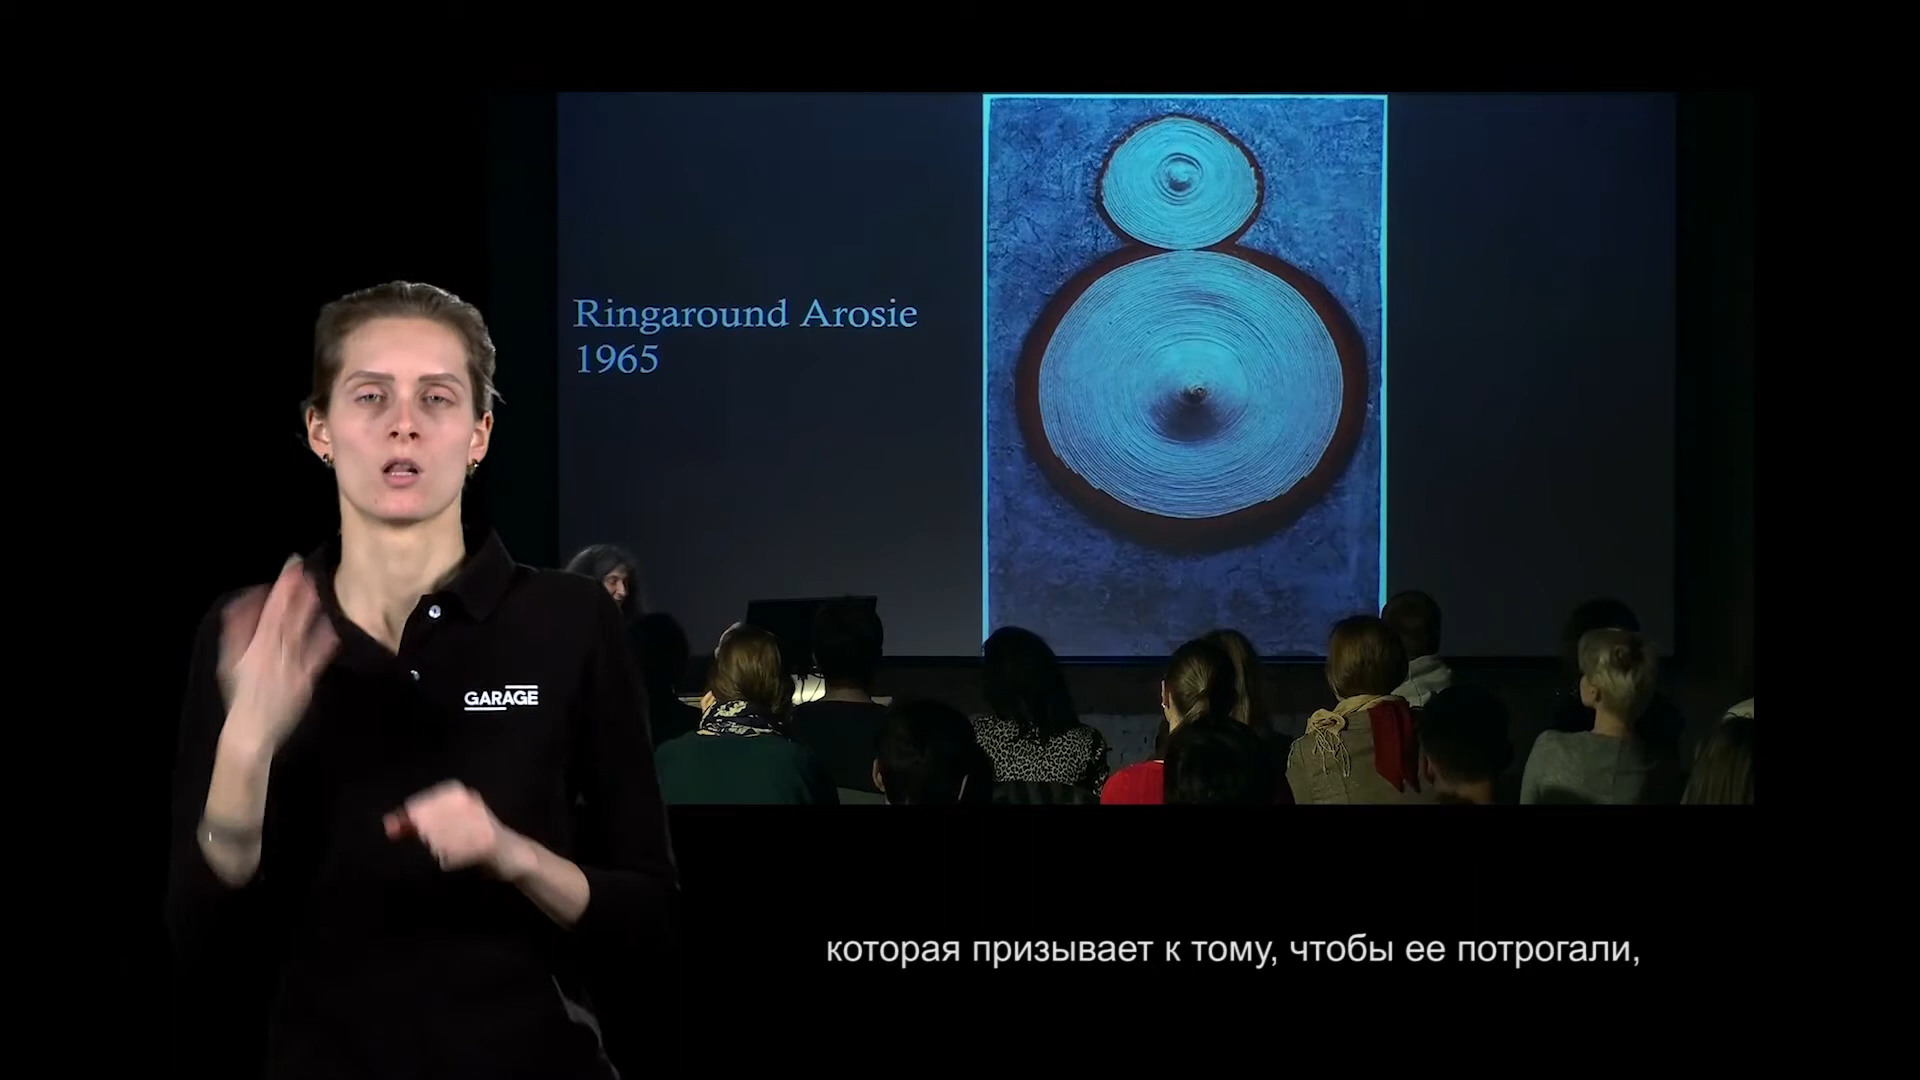 Ringaround Arosie
1965
GARAGE
которая призывает к тому, чтобы ее потрогали,